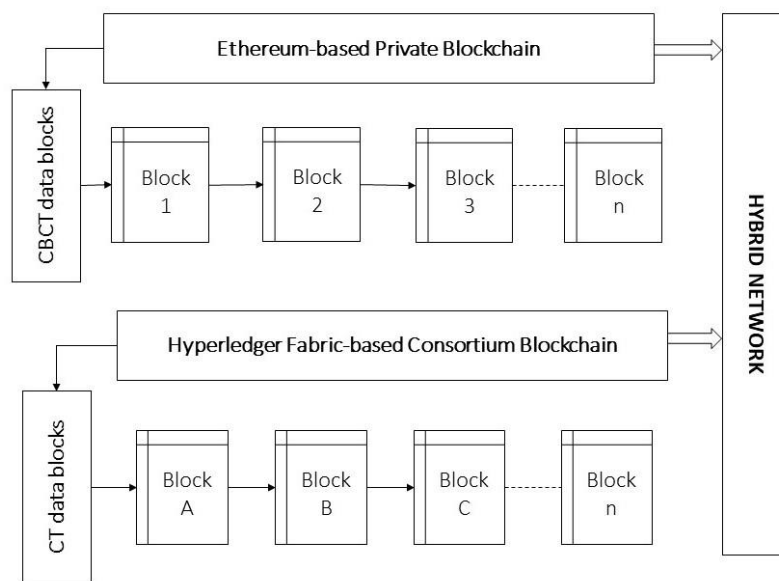 Ethereum-based Private Blockchain
CBCT data blocks
Block
1
Block
2
Block
3
Block
n
HYBRID NETWORK
Hyperledger Fabric-based Consortium Blockchain
CT data blocks
Block
A
Block
B
Block
C
Block
n